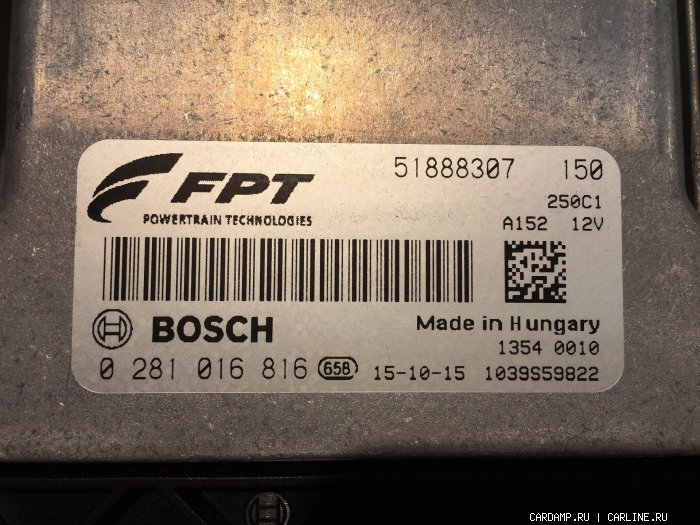 FPT 51888307 150
250C1
POWERTRAIN TECHNOLOGIES A152 12V
BOSCH Made in Hungary
1354 0010
0 281 016 816 658 15-10-15 1039S59822
CARDAMP.RU | CARLINE.RU